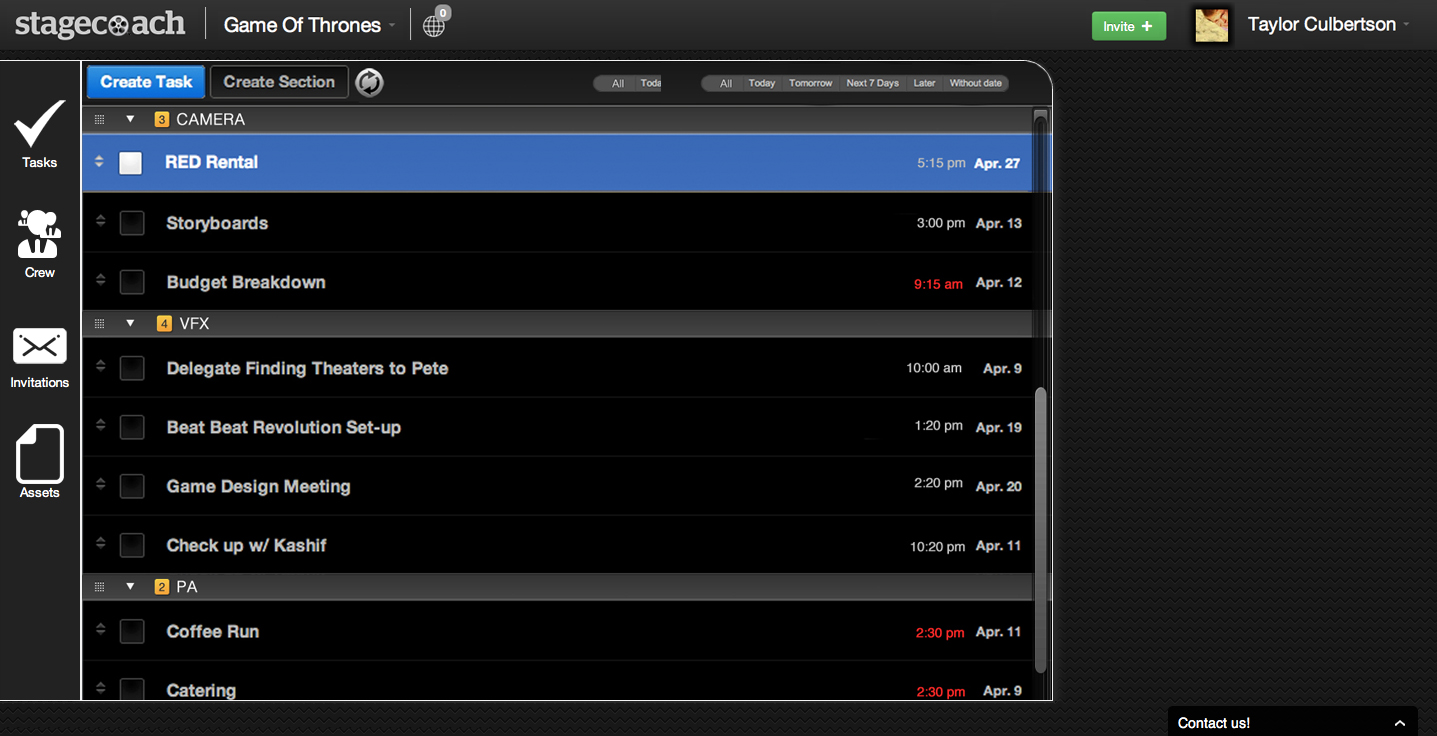 stagecoach
Game Of Thrones
0
Invite +
Taylor Culbertson
Create Task
Create Section
All Toda
All Today Tomorrow Next 7 Days Later Without date
Tasks
Crew
Invitations
Assets
3 CAMERA
RED Rental 5:15 pm Apr. 27
Storyboards 3:00 pm Apr. 13
Budget Breakdown 9:15 am Apr. 12
4 VFX
Delegate Finding Theaters to Pete 10:00 am Apr. 9
Beat Beat Revolution Set-up 1:20 pm Apr. 19
Game Design Meeting 2:20 pm Apr. 20
Check up w/ Kashif 10:20 pm Apr. 11
2 PA
Coffee Run 2:30 pm Apr. 11
Catering 2:30 pm Apr. 9
Contact us!